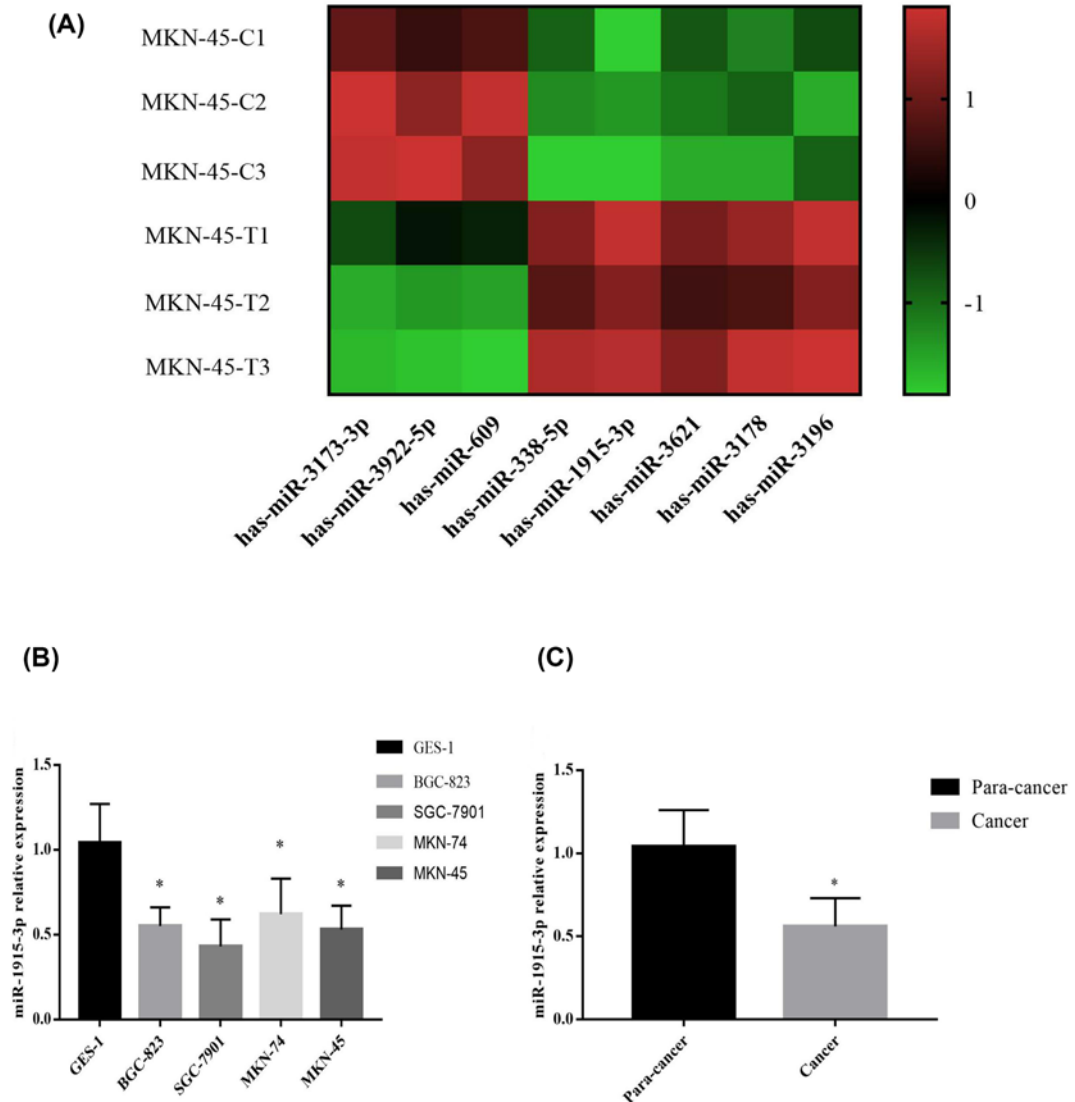 (A)
MKN-45-C1
MKN-45-C2
MKN-45-C3
MKN-45-T1
MKN-45-T2
MKN-45-T3
1
0
-1
has-miR-3173-3p
has-miR-3922-5p
has-miR-609
has-miR-338-5p
has-miR-1915-3p
has-miR-3621
has-miR-3178
has-miR-3196
(B)
miR-1915-3p relative expression
1.5
1.0
0.5
0.0
*
*
*
*
GES-1
BGC-823
SGC-7901
MKN-74
MKN-45
GES-1
BGC-823
SGC-7901
MKN-74
MKN-45
(C)
miR-1915-3p relative expression
1.5
1.0
0.5
0.0
*
Para-cancer
Cancer
Para-cancer
Cancer